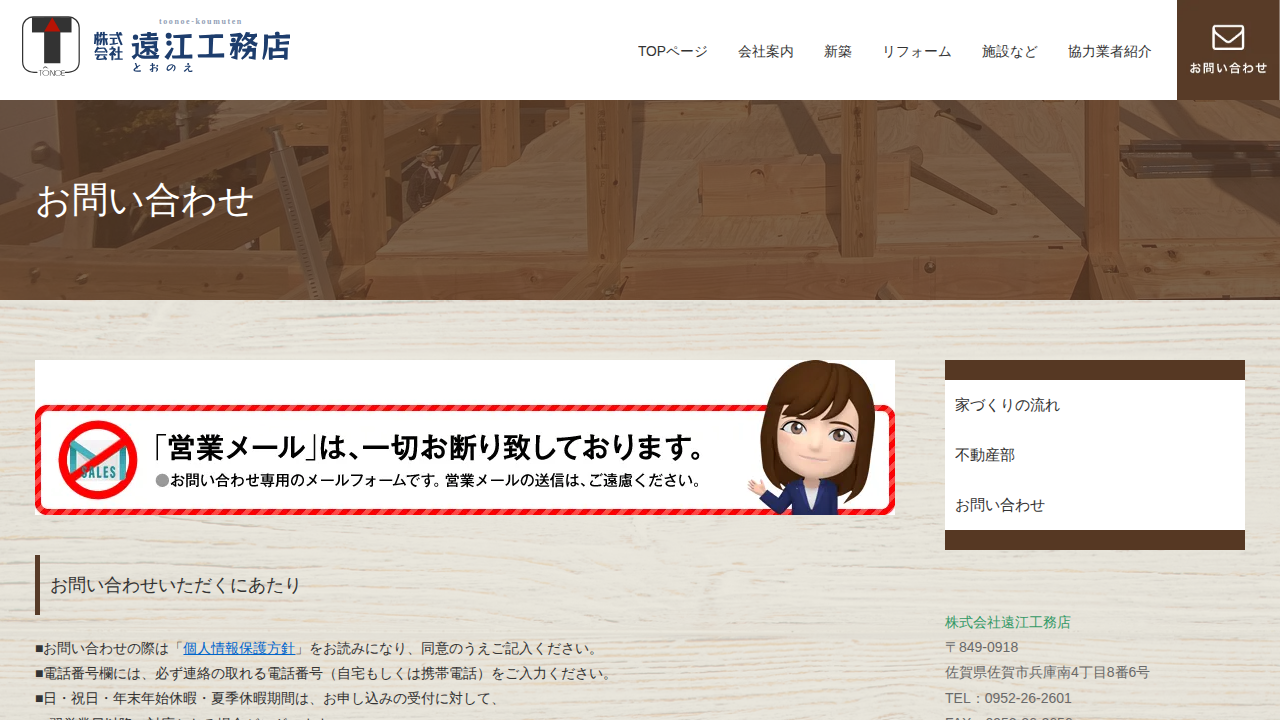 toonoe-koumuten
株式会社 遠江工務店
とおのえ
TÔNOE
TOPページ 会社案内 新築 リフォーム 施設など 協力業者紹介
お問い合わせ
お問い合わせ
「営業メール」は、一切お断り致しております。
SALES
●お問い合わせ専用のメールフォームです。営業メールの送信は、ご遠慮ください。
お問い合わせいただくにあたり
■お問い合わせの際は「個人情報保護方針」をお読みになり、同意のうえご記入ください。
■電話番号欄には、必ず連絡の取れる電話番号（自宅もしくは携帯電話）をご入力ください。
■日・祝日・年末年始休暇・夏季休暇期間は、お申し込みの受付に対して、
家づくりの流れ
不動産部
お問い合わせ
株式会社遠江工務店
〒849-0918
佐賀県佐賀市兵庫南4丁目8番6号
TEL：0952-26-2601